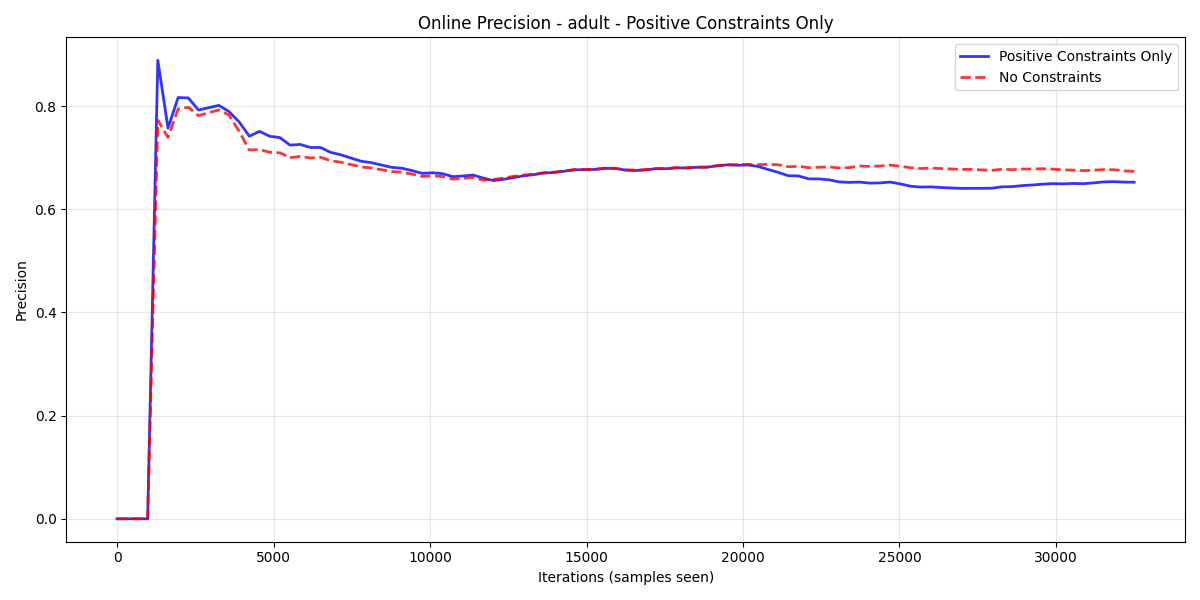 Online Precision - adult - Positive Constraints Only
Positive Constraints Only
No Constraints
Precision
0.8
0.6
0.4
0.2
0.0
0 5000 10000 15000 20000 25000 30000
Iterations (samples seen)